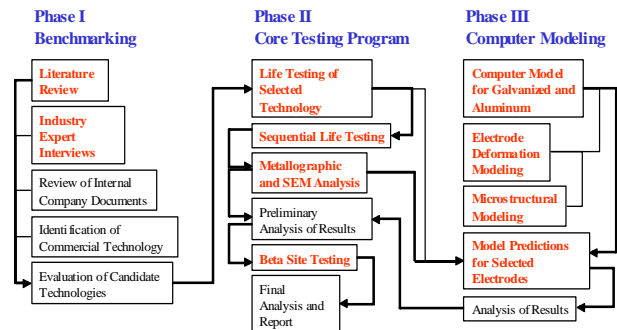 Phase I
Benchmarking
Literature
Review
Industry
Expert
Interviews
Review of Internal
Company Documents
Identification of
Commercial Technology
Evaluation of Candidate
Technologies
Phase II
Core Testing Program
Life Testing of
Selected
Technology
Sequential Life Testing
Metallographic
and SEM Analysis
Preliminary
Analysis of Results
Beta Site Testing
Final
Analysis and
Report
Phase III
Computer Modeling
Computer Model
for Galvanized and
Aluminum
Electrode
Deformation
Modeling
Microstructural
Modeling
Model Predictions
for Selected
Electrodes
Analysis of Results